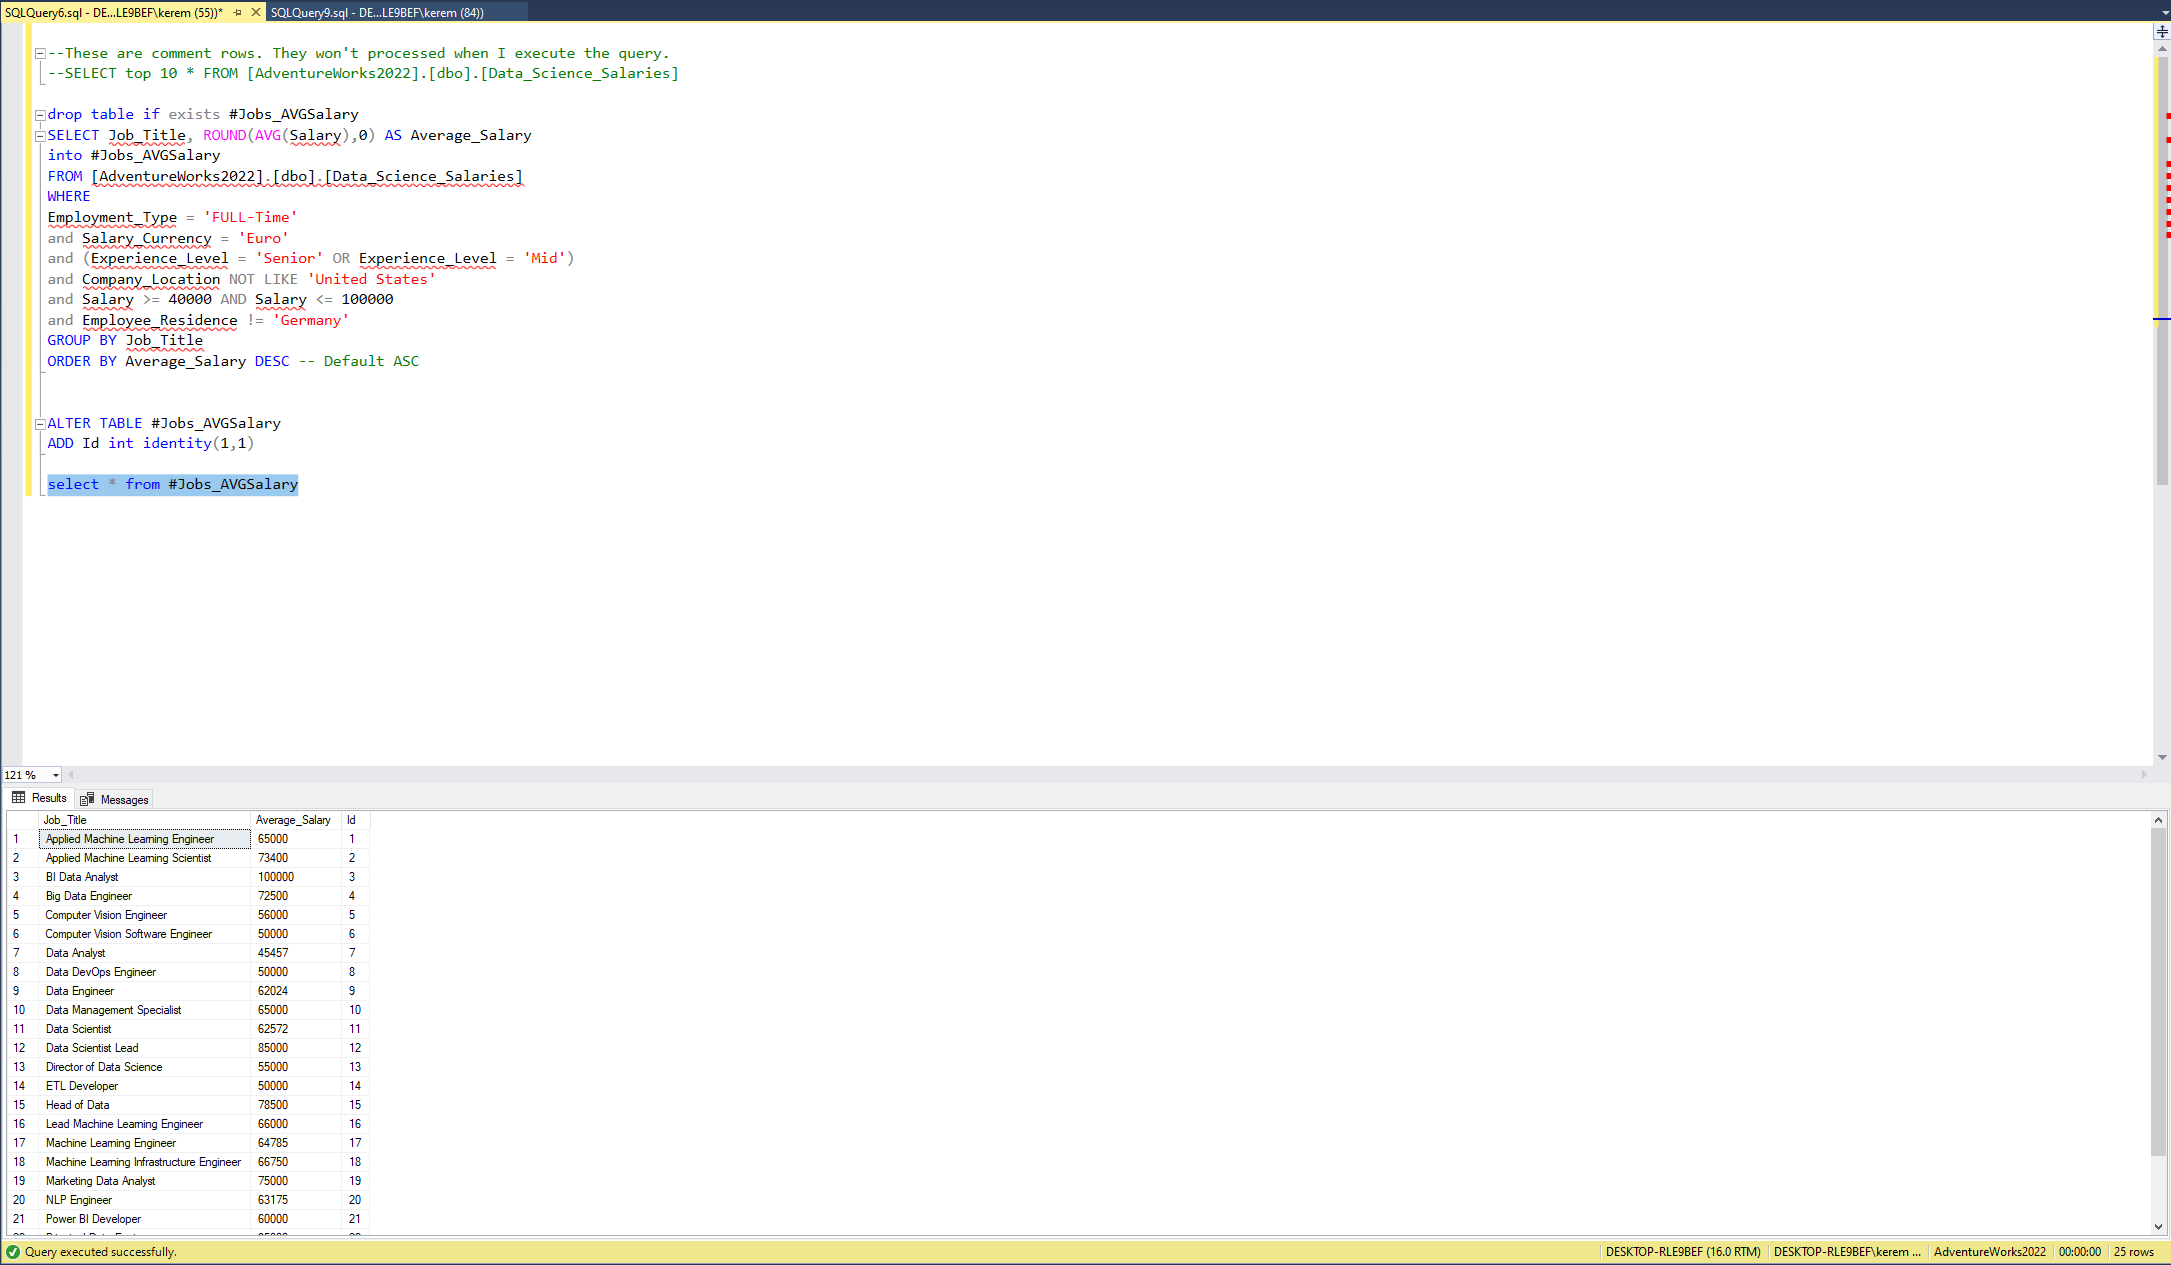 SQLQuery6.sql - DE...LE9BEF\kerem (55))* SQLQuery9.sql - DE...LE9BEF\kerem (84))
--These are comment rows. They won't processed when I execute the query.
--SELECT top 10 * FROM [AdventureWorks2022].[dbo].[Data_Science_Salaries]
drop table if exists #Jobs_AVGSalary
SELECT Job_Title, ROUND(AVG(Salary),0) AS Average_Salary
into #Jobs_AVGSalary
FROM [AdventureWorks2022].[dbo].[Data_Science_Salaries]
WHERE
Employment_Type = 'FULL-Time'
and Salary_Currency = 'Euro'
and (Experience_Level = 'Senior' OR Experience_Level = 'Mid')
and Company_Location NOT LIKE 'United States'
and Salary >= 40000 AND Salary <= 100000
and Employee_Residence != 'Germany'
GROUP BY Job_Title
ORDER BY Average_Salary DESC -- Default ASC
ALTER TABLE #Jobs_AVGSalary
ADD Id int identity(1,1)
select * from #Jobs_AVGSalary
121 %
Results Messages
Job_Title Average_Salary Id
1 Applied Machine Learning Engineer 65000 1
2 Applied Machine Learning Scientist 73400 2
3 BI Data Analyst 100000 3
4 Big Data Engineer 72500 4
5 Computer Vision Engineer 56000 5
6 Computer Vision Software Engineer 50000 6
7 Data Analyst 45457 7
8 Data DevOps Engineer 50000 8
9 Data Engineer 62024 9
10 Data Management Specialist 65000 10
11 Data Scientist 62572 11
12 Data Scientist Lead 85000 12
13 Director of Data Science 55000 13
14 ETL Developer 50000 14
15 Head of Data 78500 15
16 Lead Machine Learning Engineer 66000 16
17 Machine Learning Engineer 64785 17
18 Machine Learning Infrastructure Engineer 66750 18
19 Marketing Data Analyst 75000 19
20 NLP Engineer 63175 20
21 Power BI Developer 60000 21
Query executed successfully. DESKTOP-RLE9BEF (16.0 RTM) DESKTOP-RLE9BEF\kerem ... AdventureWorks2022 00:00:00 25 rows